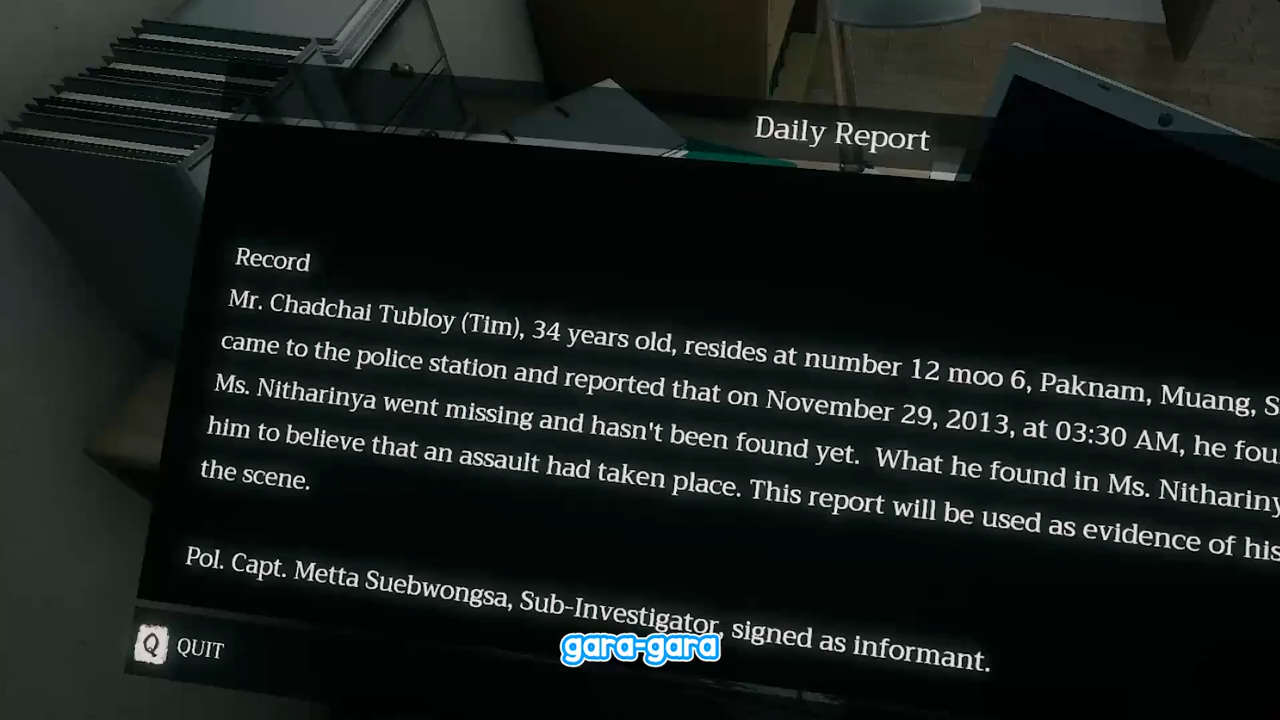 Daily Report
Record
Mr. Chadchai Tubloy (Tim), 34 years old, resides at number 12 moo 6, Paknam, Muang, S
came to the police station and reported that on November 29, 2013, at 03:30 AM, he fou
Ms. Nitharinya went missing and hasn't been found yet. What he found in Ms. Nithariny
him to believe that an assault had taken place. This report will be used as evidence of his
the scene.
Pol. Capt. Metta Suebwongsa, Sub-Investigator, signed as informant.
gara-gara
Q QUIT